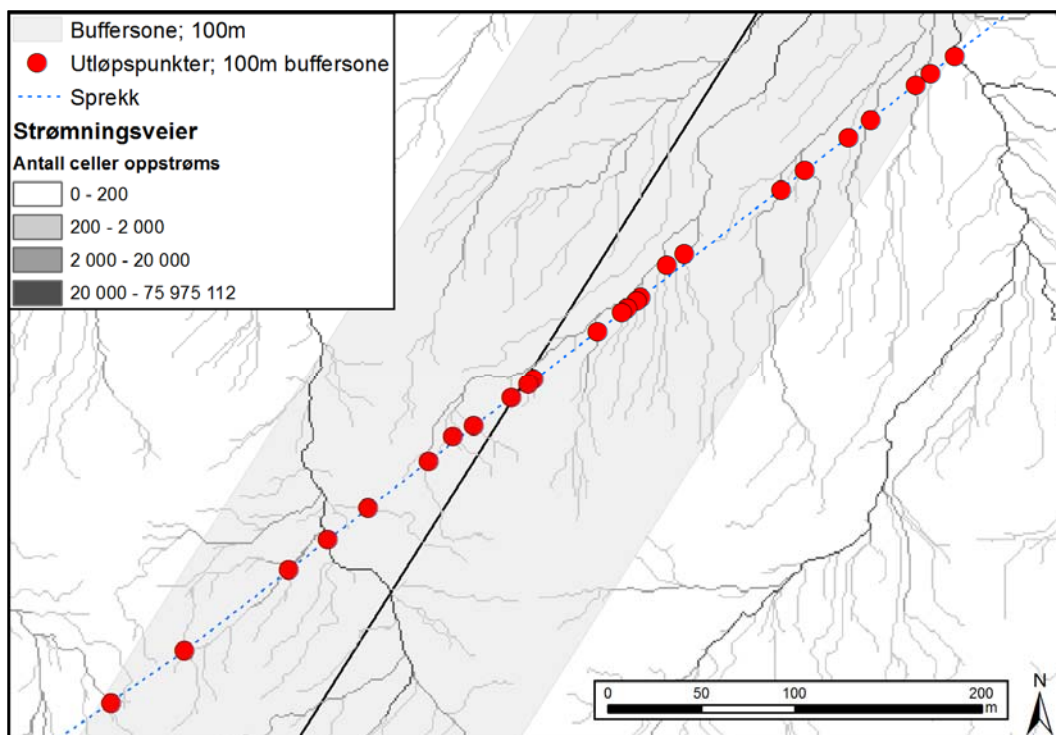 Buffersone; 100m
Utløpspunkter; 100m buffersone
Sprekk
Strømningsveier
Antall celler oppstrøms
0 - 200
200 - 2 000
2 000 - 20 000
20 000 - 75 975 112
N
0 50 100 200
m